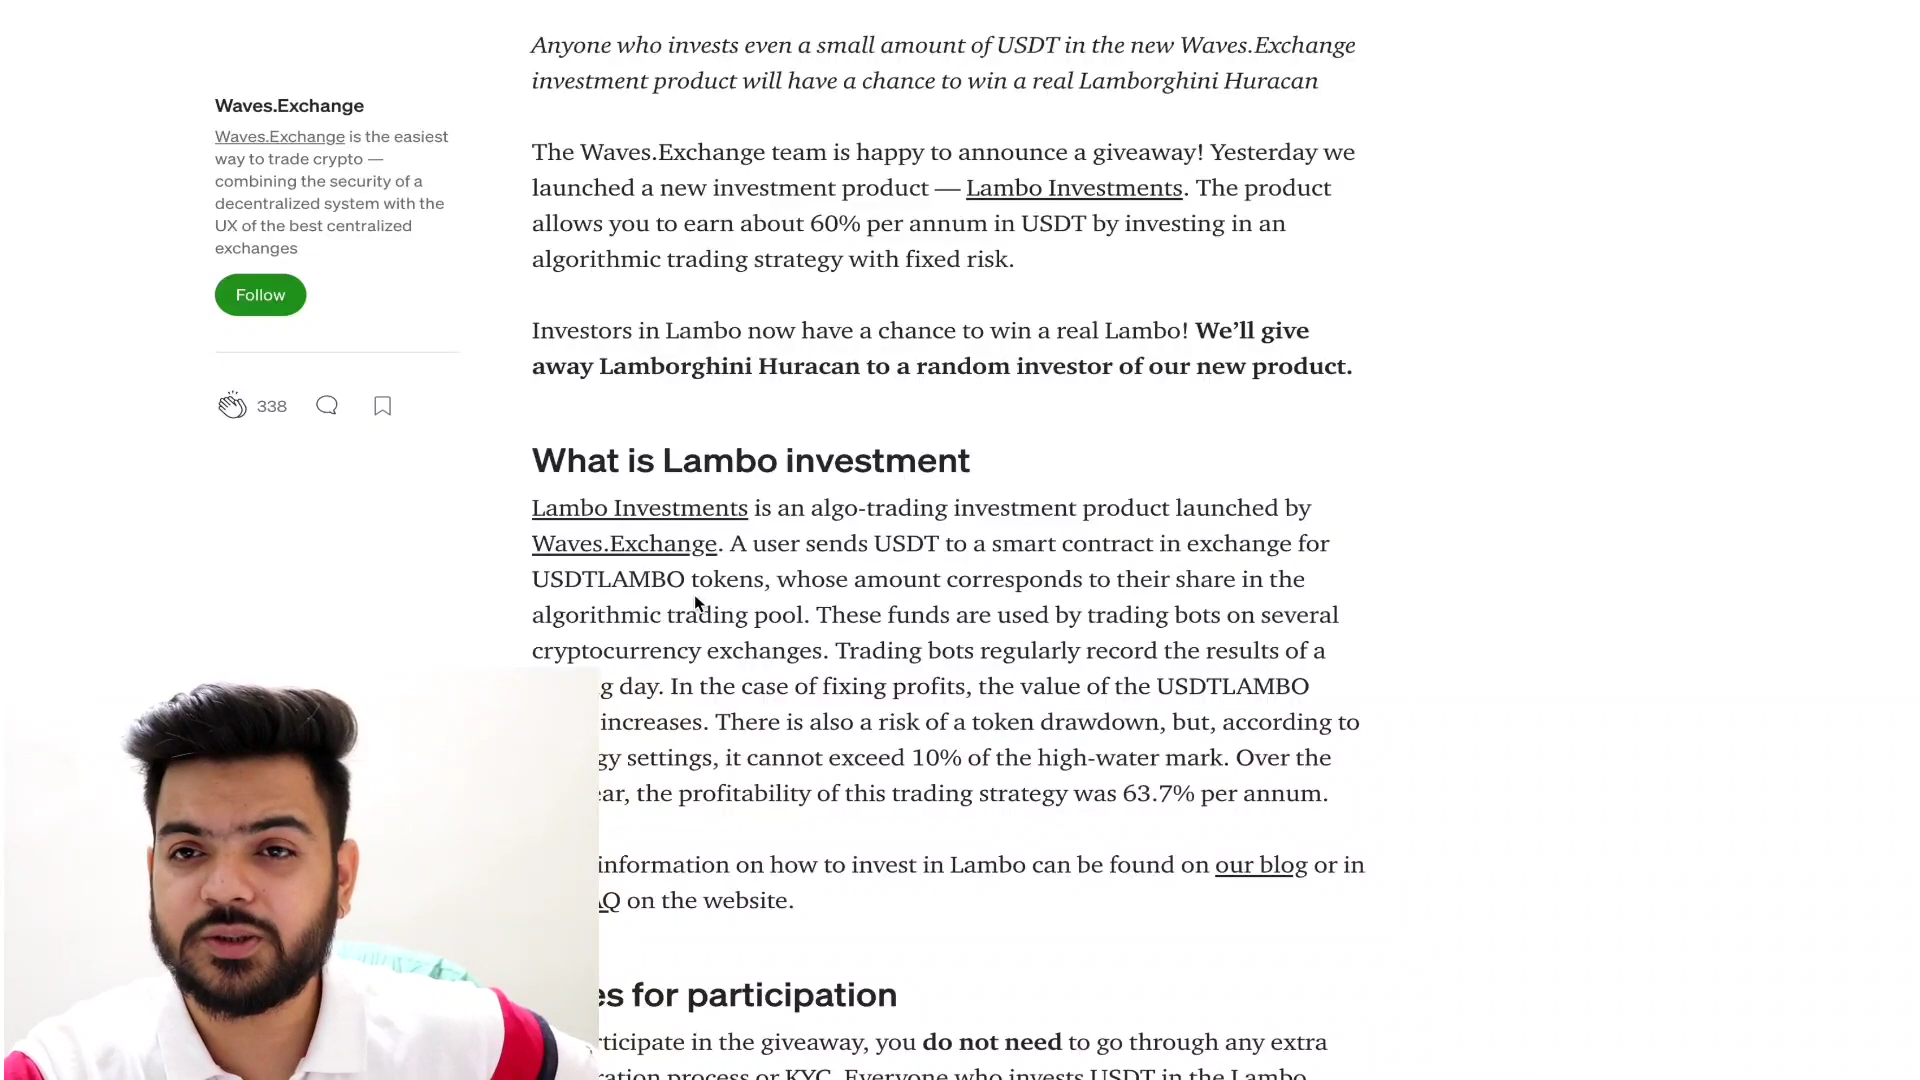 Anyone who invests even a small amount of USDT in the new Waves.Exchange
investment product will have a chance to win a real Lamborghini Huracan
Waves.Exchange
Waves.Exchange is the easiest
way to trade crypto —
combining the security of a
decentralized system with the
UX of the best centralized
exchanges
Follow
338
The Waves.Exchange team is happy to announce a giveaway! Yesterday we
launched a new investment product — Lambo Investments. The product
allows you to earn about 60% per annum in USDT by investing in an
algorithmic trading strategy with fixed risk.
Investors in Lambo now have a chance to win a real Lambo! We’ll give
away Lamborghini Huracan to a random investor of our new product.
What is Lambo investment
Lambo Investments is an algo-trading investment product launched by
Waves.Exchange. A user sends USDT to a smart contract in exchange for
USDTLAMBO tokens, whose amount corresponds to their share in the
algorithmic trading pool. These funds are used by trading bots on several
cryptocurrency exchanges. Trading bots regularly record the results of a
g day. In the case of fixing profits, the value of the USDTLAMBO
increases. There is also a risk of a token drawdown, but, according to
gy settings, it cannot exceed 10% of the high-water mark. Over the
ar, the profitability of this trading strategy was 63.7% per annum.
information on how to invest in Lambo can be found on our blog or in
Q on the website.
es for participation
ticipate in the giveaway, you do not need to go through any extra
ration process or KYC. Everyone who invests USDT in the Lambo